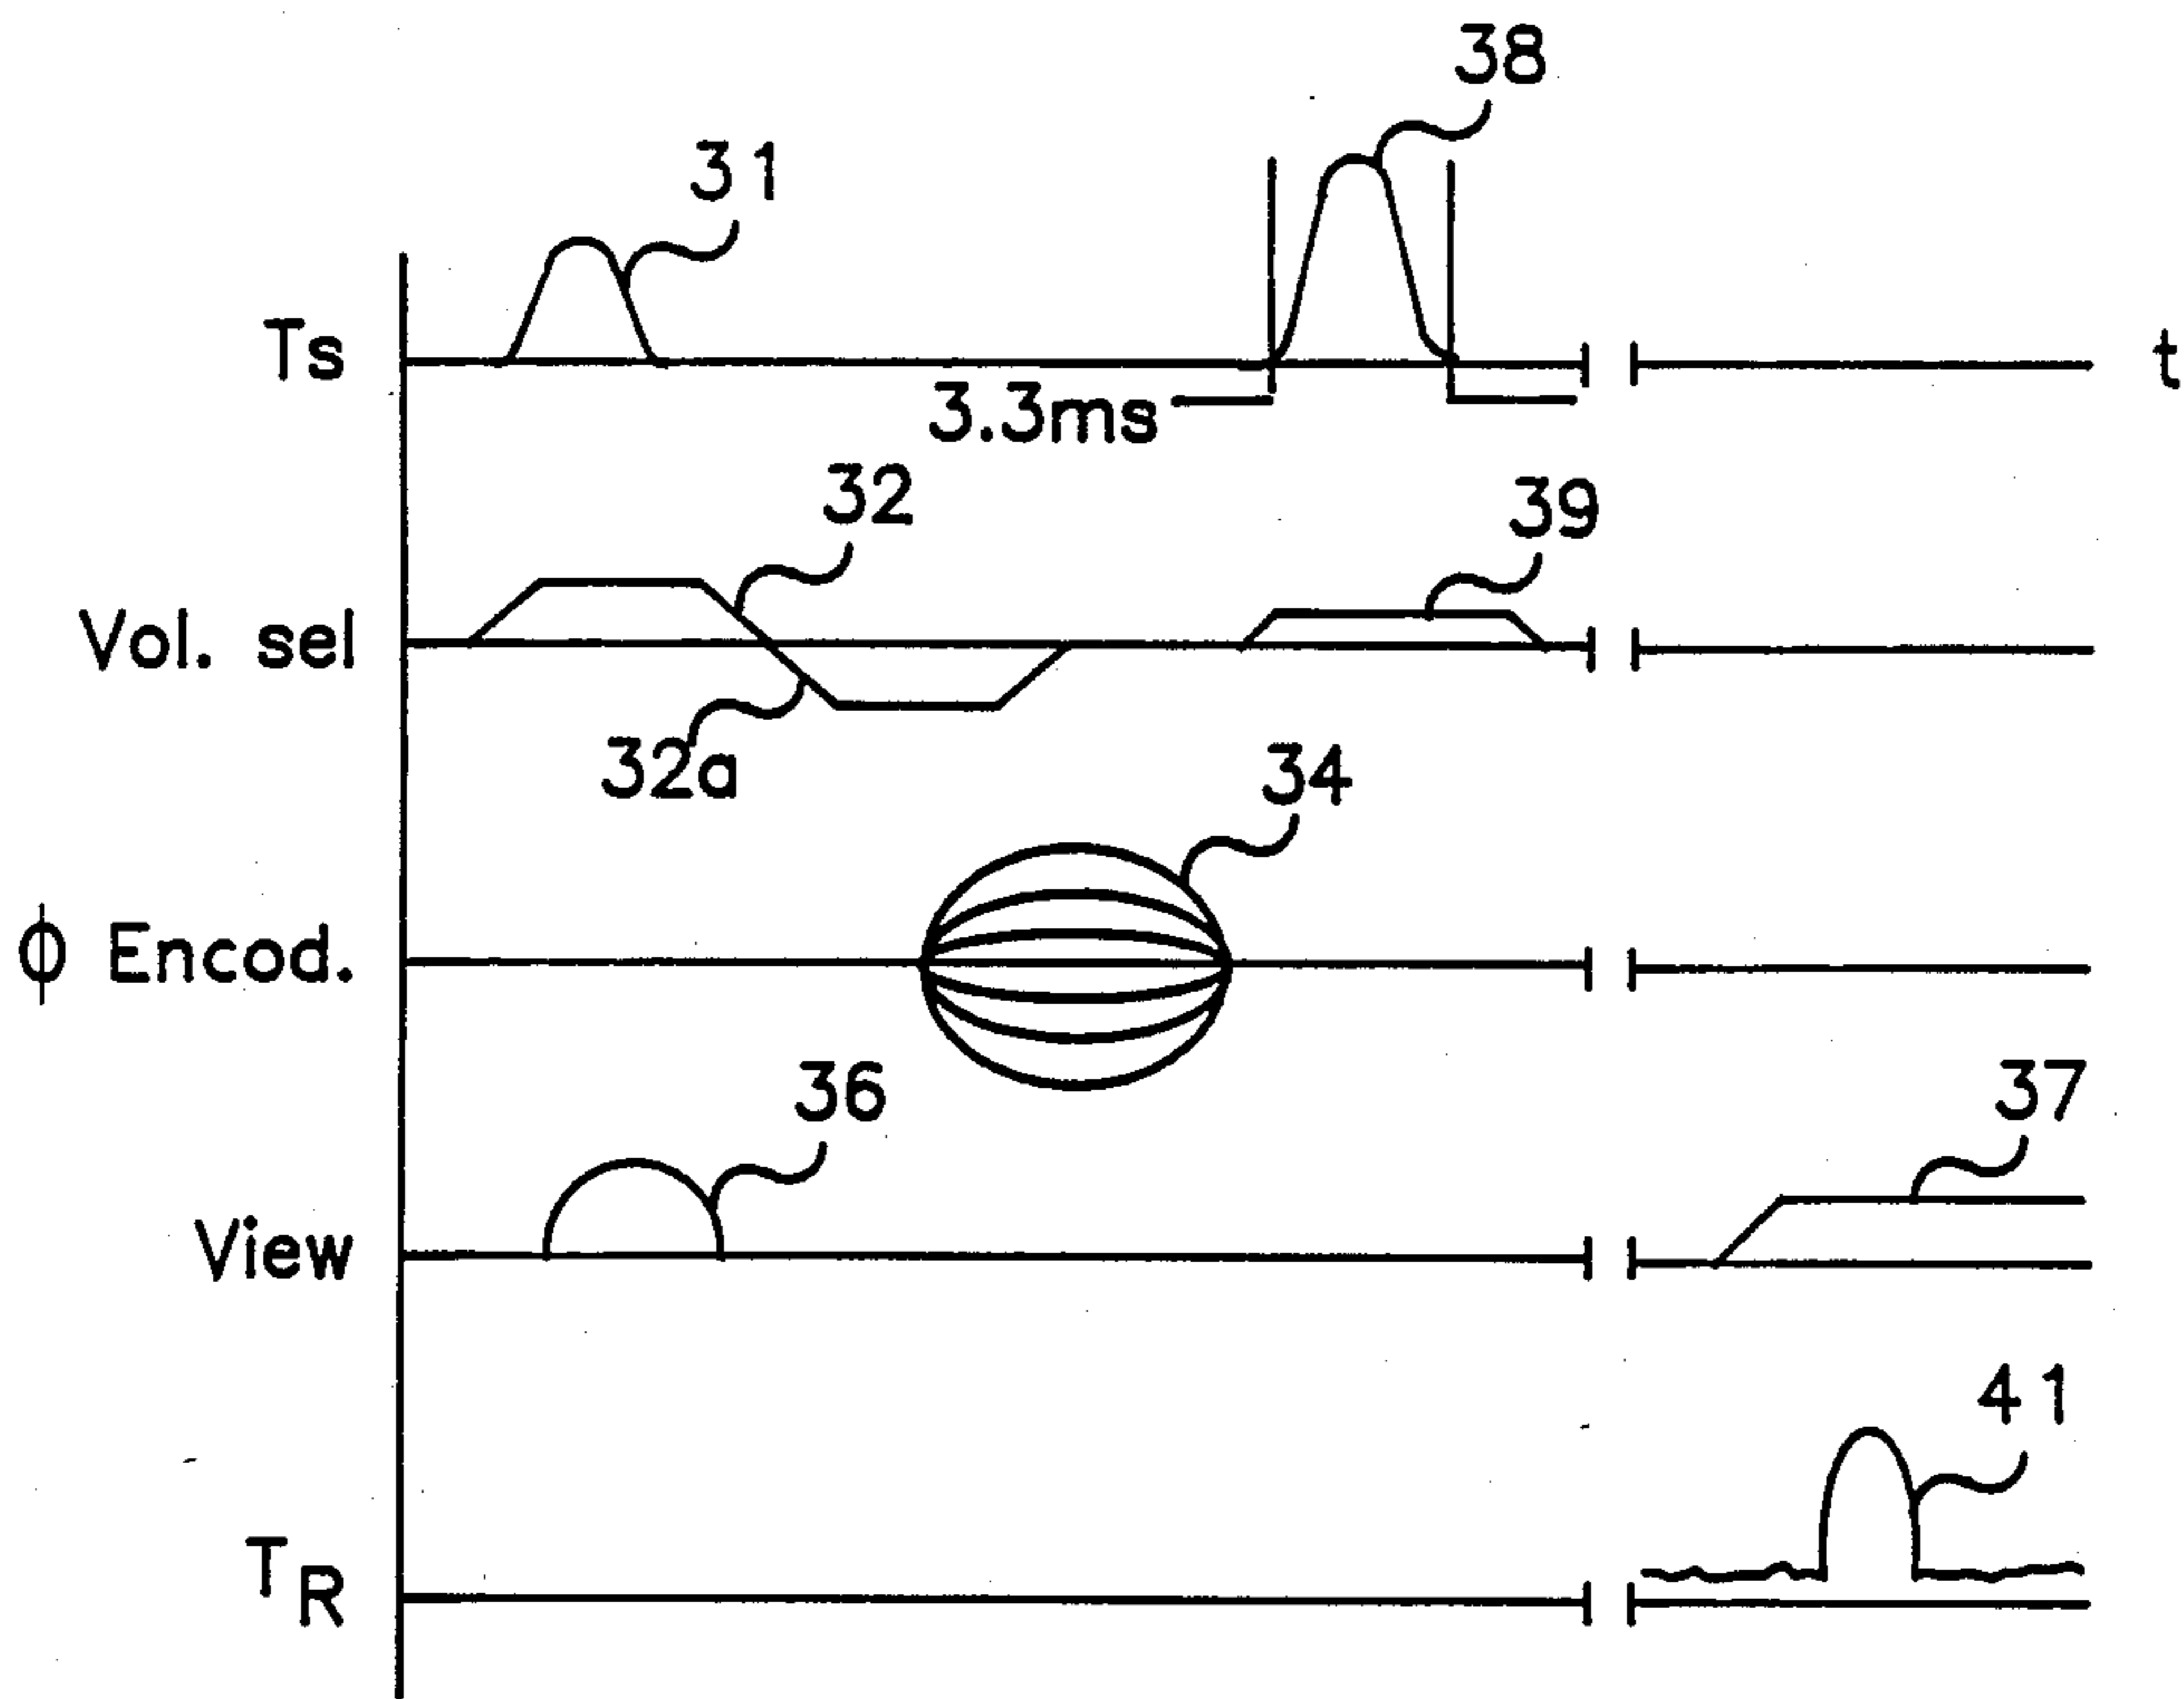 38
31
Ts
t
3.3ms
32
39
Vol. sel
32a
34
ϕ Encod.
36
37
View
41
TR